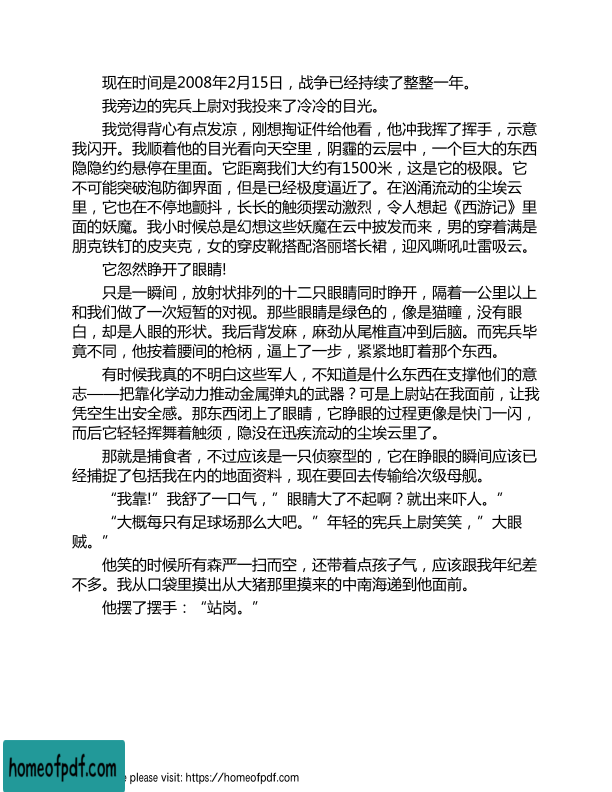 现在时间是2008年2月15日，战争已经持续了整整一年。
我旁边的宪兵上尉对我投来了冷冷的目光。
我觉得背心有点发凉，刚想掏证件给他看，他冲我挥了挥手，示意
我闪开。我顺着他的目光看向天空里，阴霾的云层中，一个巨大的东西
隐隐约约悬停在里面。它距离我们大约有1500米，这是它的极限。它
不可能突破泡防御界面，但是已经极度逼近了。在汹涌流动的尘埃云
里，它也在不停地颤抖，长长的触须摆动激烈，令人想起《西游记》里
面的妖魔。我小时候总是幻想这些妖魔在云中披发而来，男的穿着满是
朋克铁钉的皮夹克，女的穿皮靴搭配洛丽塔长裙，迎风嘶吼吐雷吸云。
它忽然睁开了眼睛!
只是一瞬间，放射状排列的十二只眼睛同时睁开，隔着一公里以上
和我们做了一次短暂的对视。那些眼睛是绿色的，像是猫瞳，没有眼
白，却是人眼的形状。我后背发麻，麻劲从尾椎直冲到后脑。而宪兵毕
竟不同，他按着腰间的枪柄，逼上了一步，紧紧地盯着那个东西。
有时候我真的不明白这些军人，不知道是什么东西在支撑他们的意
志——把靠化学动力推动金属弹丸的武器？可是上尉站在我面前，让我
凭空生出安全感。那东西闭上了眼睛，它睁眼的过程更像是快门一闪，
而后它轻轻挥舞着触须，隐没在迅疾流动的尘埃云里了。
那就是捕食者，不过应该是一只侦察型的，它在睁眼的瞬间应该已
经捕捉了包括我在内的地面资料，现在要回去传输给次级母舰。
“我靠!”我舒了一口气，”眼睛大了不起啊？就出来吓人。“
“大概每只有足球场那么大吧。”年轻的宪兵上尉笑笑，”大眼
贼。“
他笑的时候所有森严一扫而空，还带着点孩子气，应该跟我年纪差
不多。我从口袋里摸出从大猪那里摸来的中南海递到他面前。
他摆了摆手：“站岗。”
homeofpdf.com
e please visit: https://homeofpdf.com